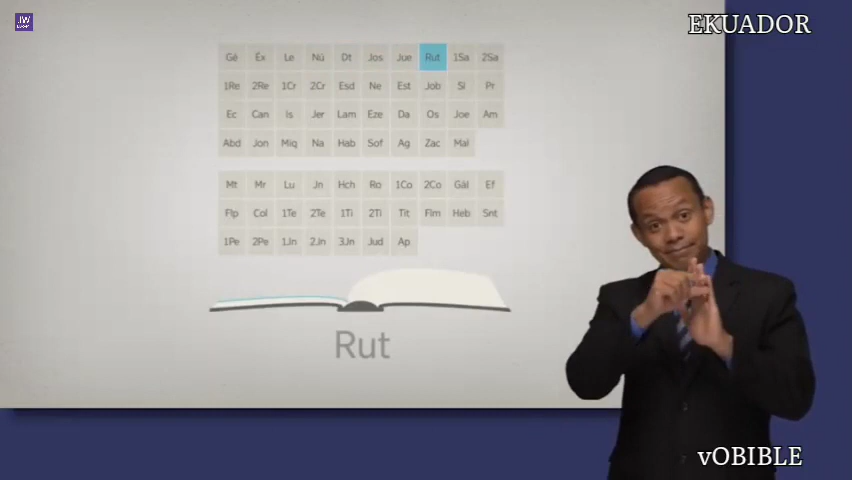 JW
EKUADOR
Gé Éx Le Nú Dt Jos Jue Rut 1Sa 2Sa
1Re 2Re 1Cr 2Cr Esd Ne Est Job Sl Pr
Ec Can Is Jer Lam Eze Da Os Joe Am
Abd Jon Miq Na Hab Sof Ag Zac Mal
Mt Mr Lu Jn Hch Ro 1Co 2Co Gál Ef
Flp Col 1Te 2Te 1Ti 2Ti Tit Flm Heb Snt
1Pe 2Pe 1Jn 2Jn 3Jn Jud Ap
Rut
vOBIBLE